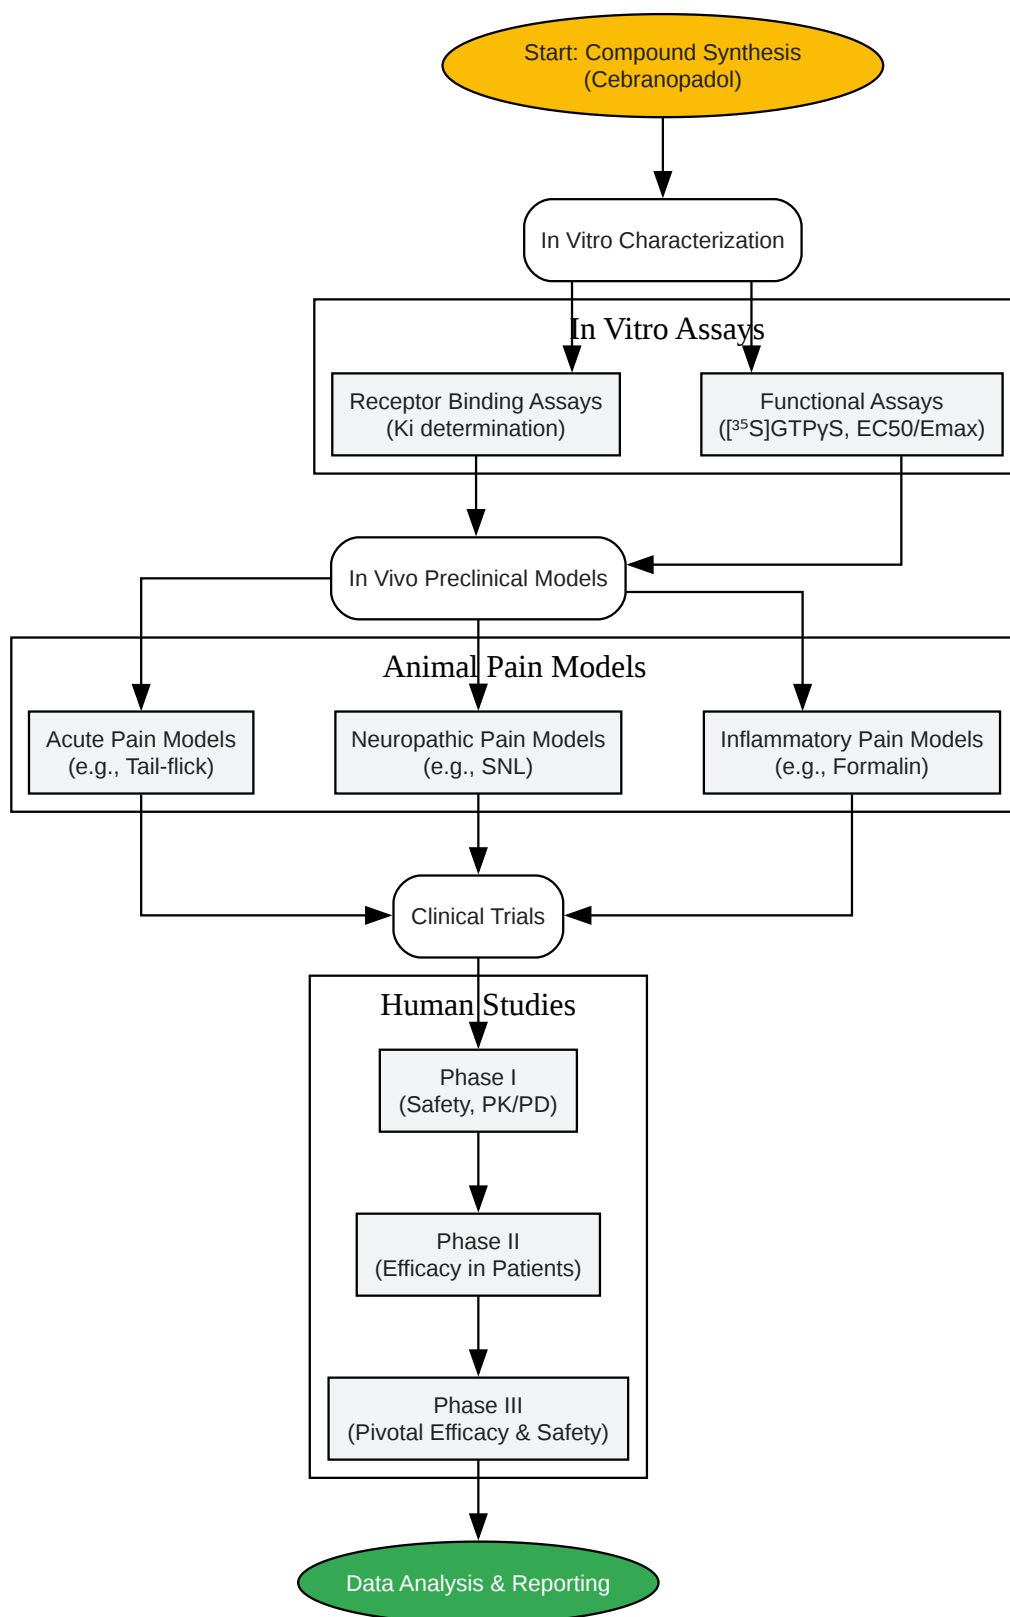 Start: Compound Synthesis
(Cebranopadol)
In Vitro Characterization
In Vitro Assays
Receptor Binding Assays
(Ki determination)
Functional Assays
([³⁵S]GTPγS, EC50/Emax)
In Vivo Preclinical Models
Animal Pain Models
Acute Pain Models
(e.g., Tail-flick)
Neuropathic Pain Models
(e.g., SNL)
Inflammatory Pain Models
(e.g., Formalin)
Clinical Trials
Human Studies
Phase I
(Safety, PK/PD)
Phase II
(Efficacy in Patients)
Phase III
(Pivotal Efficacy & Safety)
Data Analysis & Reporting